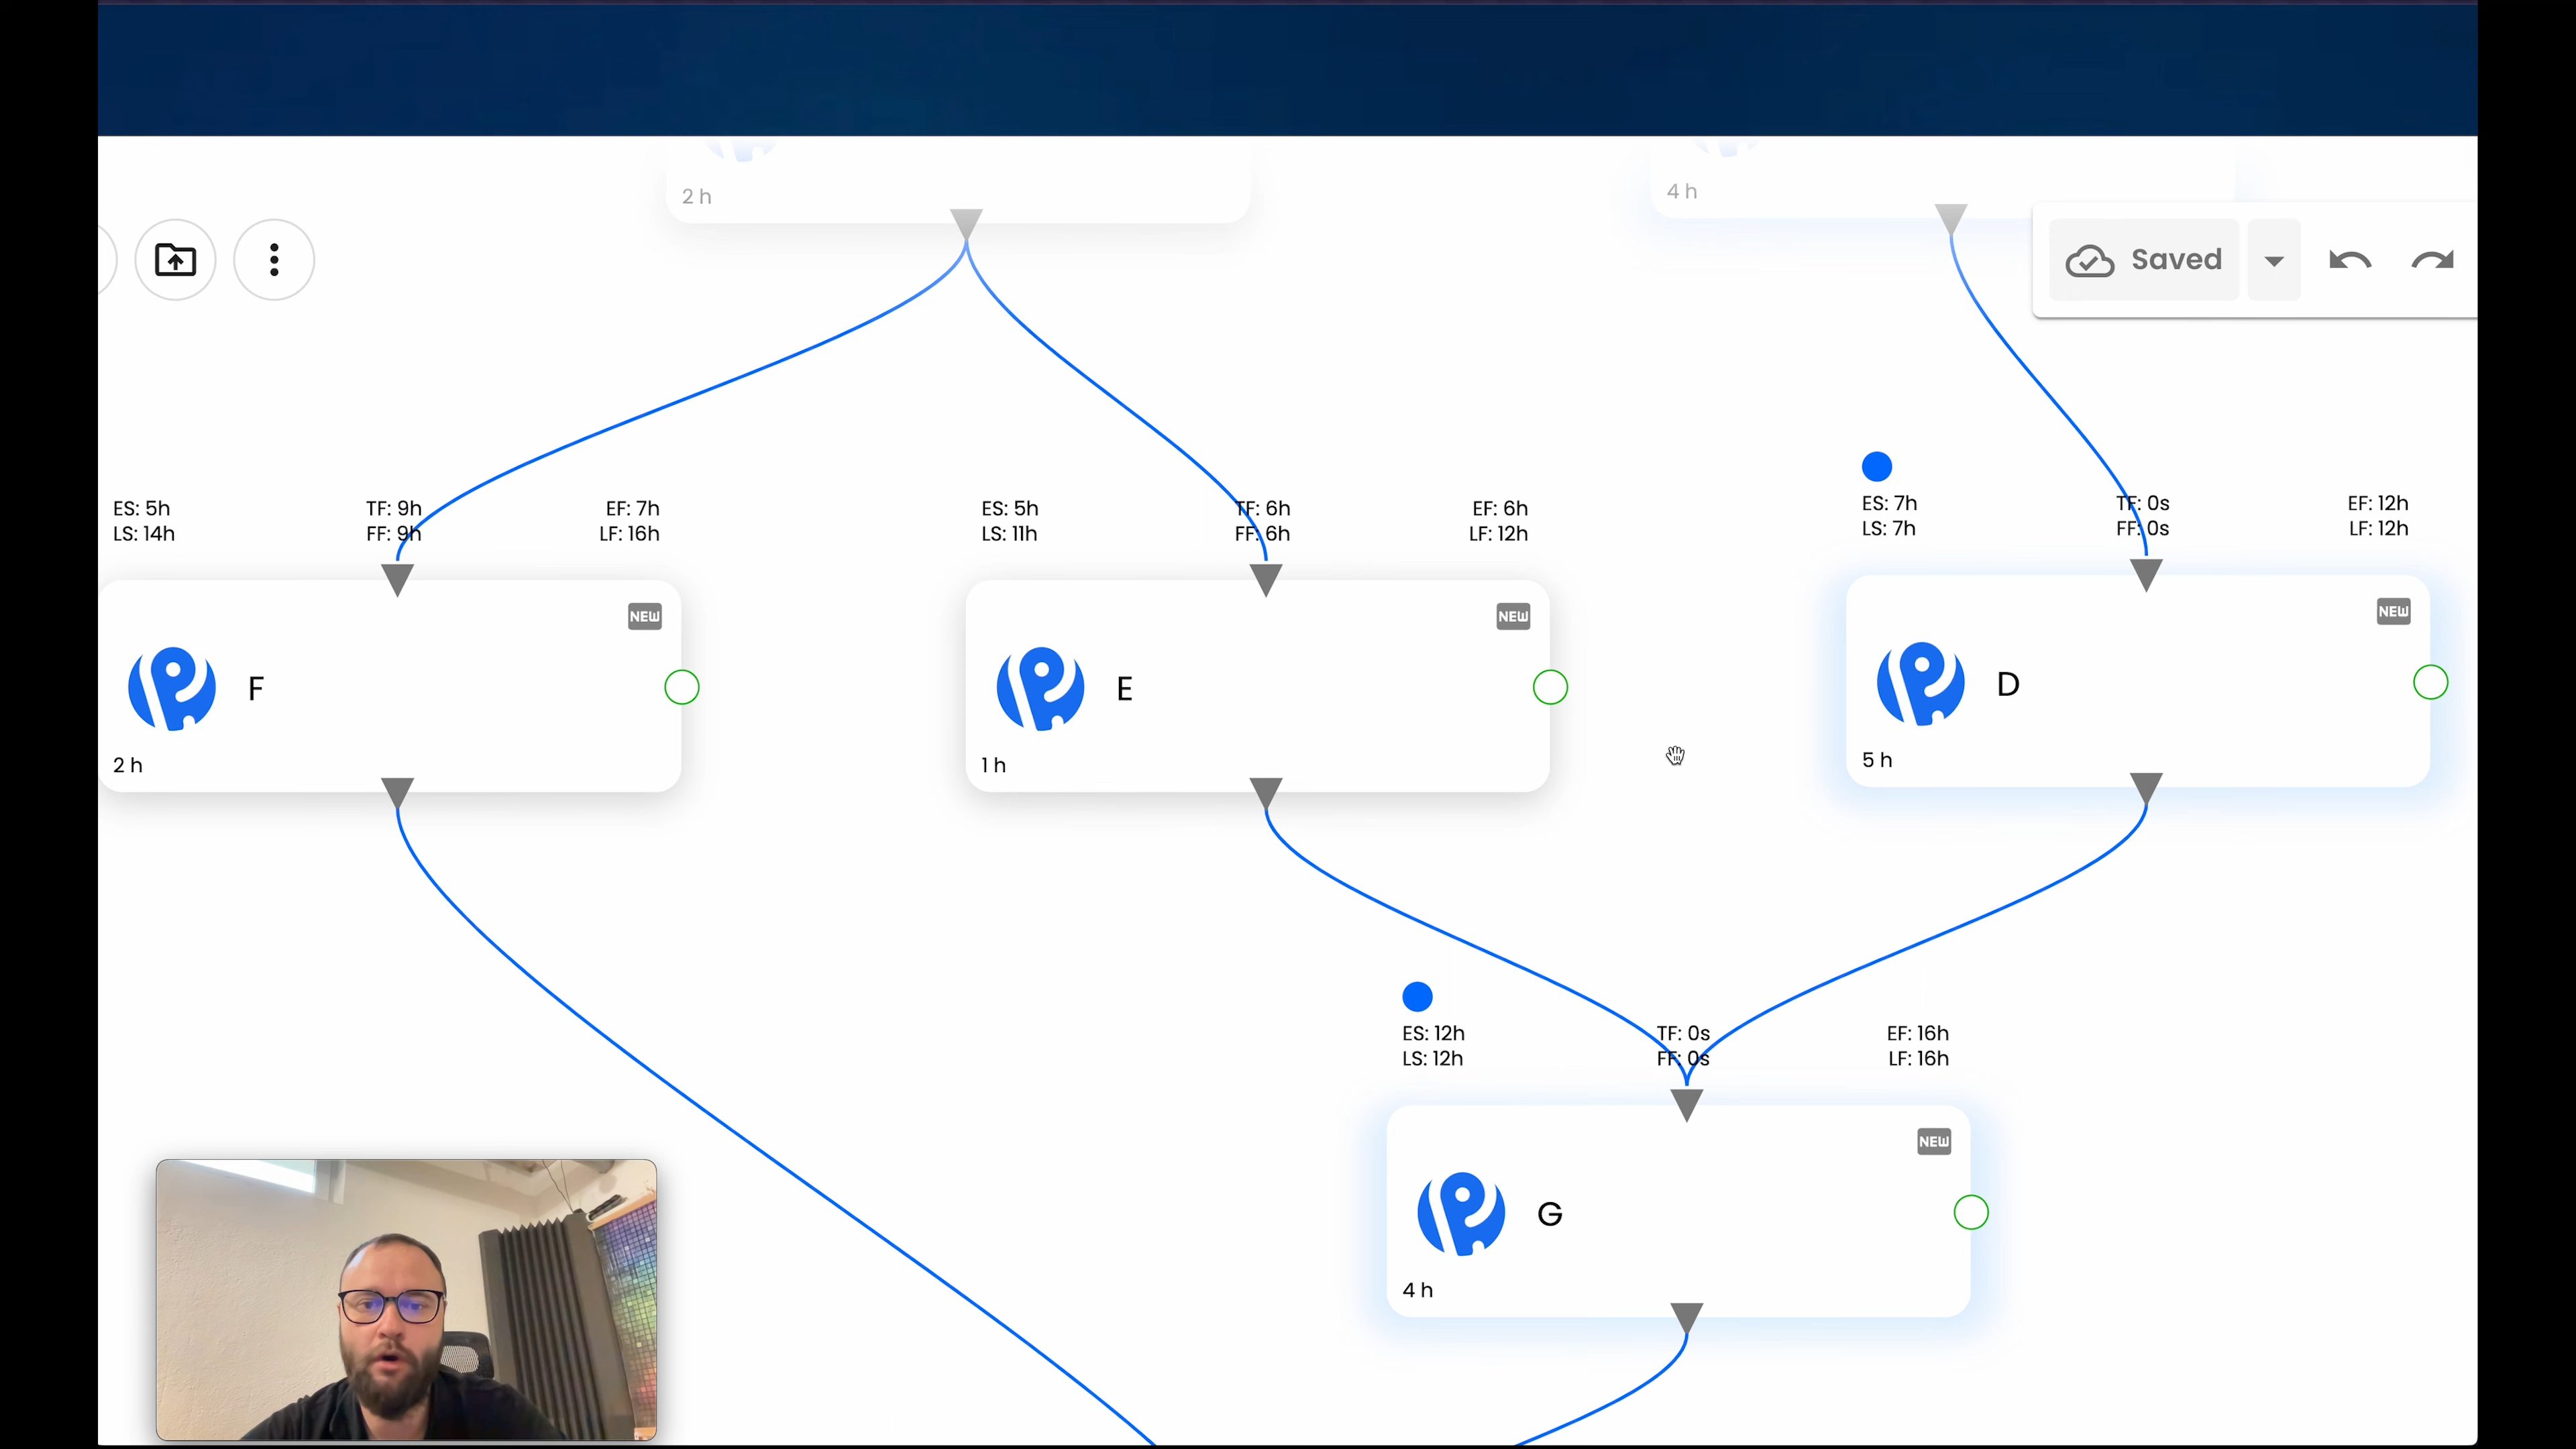 2 h
4 h
Saved
ES: 7h TF: 0s EF: 12h
LS: 7h FF: 0s LF: 12h
ES: 5h TF: 9h EF: 7h
LS: 14h FF: 9h LF: 16h
ES: 5h TF: 6h EF: 6h
LS: 11h FF: 6h LF: 12h
NEW
F
2 h
NEW
E
1 h
NEW
D
5 h
ES: 12h TF: 0s EF: 16h
LS: 12h FF: 0s LF: 16h
NEW
G
4 h